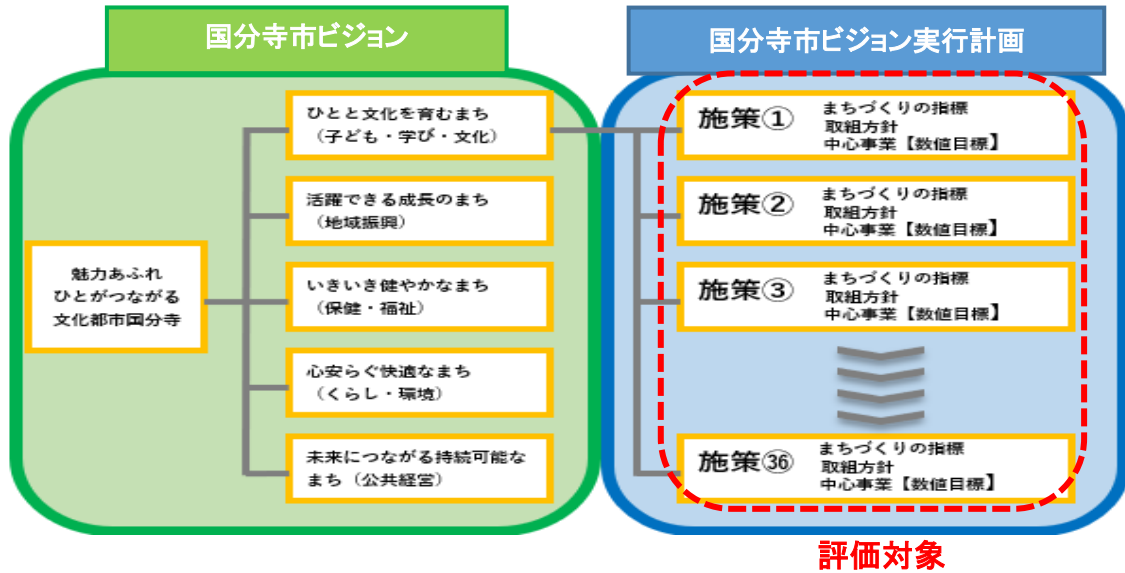 国分寺市ビジョン
魅力あふれ
ひとがつながる
文化都市国分寺
ひとと文化を育むまち
（子ども・学び・文化）
活躍できる成長のまち
（地域振興）
いきいき健やかなまち
（保健・福祉）
心安らぐ快適なまち
（くらし・環境）
未来につながる持続可能な
まち（公共経営）
国分寺市ビジョン実行計画
施策①
まちづくりの指標
取組方針
中心事業【数値目標】
施策②
まちづくりの指標
取組方針
中心事業【数値目標】
施策③
まちづくりの指標
取組方針
中心事業【数値目標】
施策㊱
まちづくりの指標
取組方針
中心事業【数値目標】
評価対象